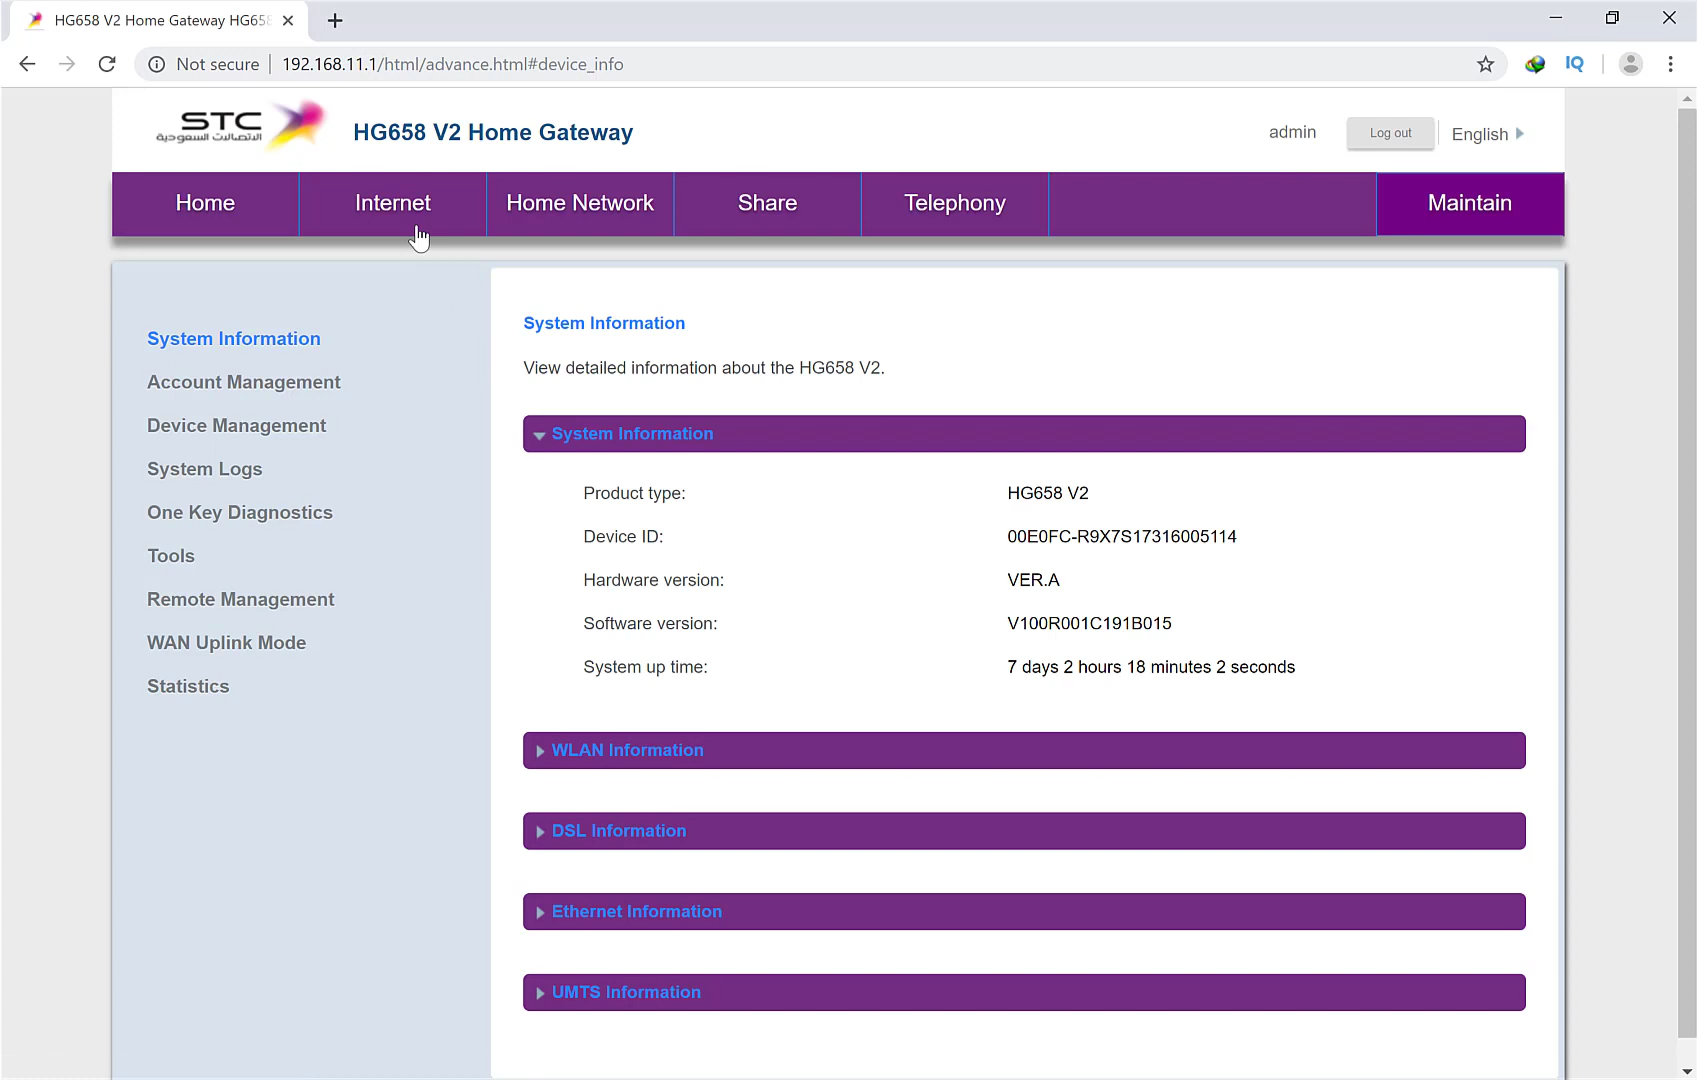 HG658 V2 Home Gateway HG658
Not secure 192.168.11.1/html/advance.html#device_info
IQ
STC
الاتصالات السعودية
HG658 V2 Home Gateway
admin Log out English
Home Internet Home Network Share Telephony Maintain
System Information
Account Management
Device Management
System Logs
One Key Diagnostics
Tools
Remote Management
WAN Uplink Mode
Statistics
System Information
View detailed information about the HG658 V2.
System Information
Product type: HG658 V2
Device ID: 00E0FC-R9X7S17316005114
Hardware version: VER.A
Software version: V100R001C191B015
System up time: 7 days 2 hours 18 minutes 2 seconds
WLAN Information
DSL Information
Ethernet Information
UMTS Information